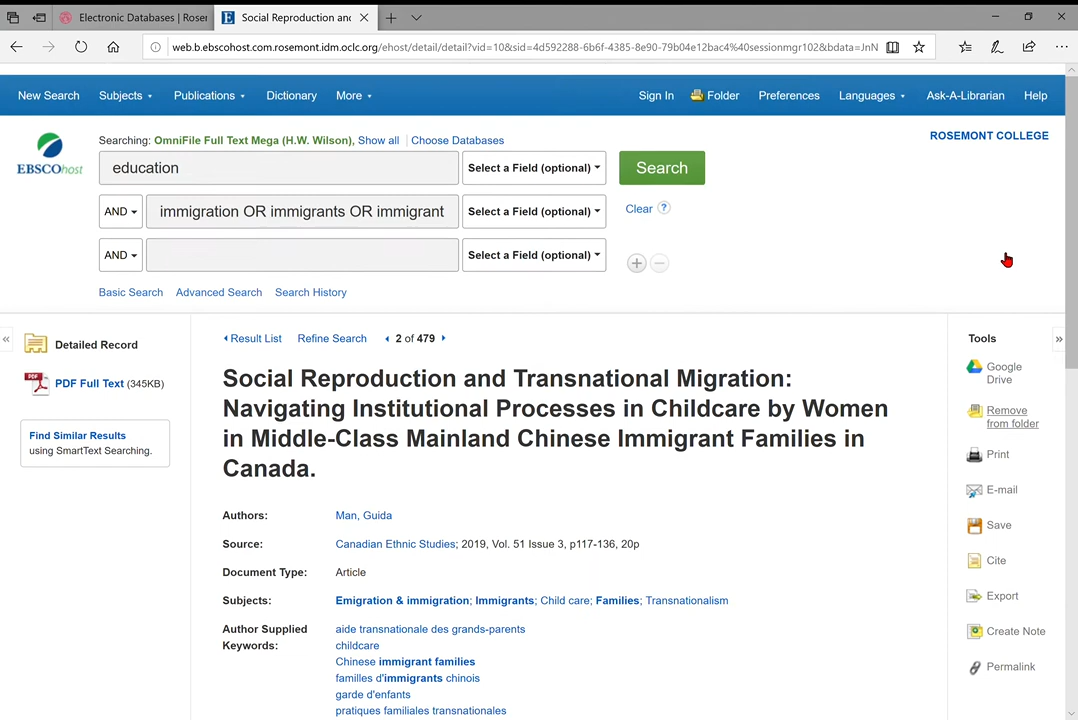 Electronic Databases | Rosen
Social Reproduction and
web.b.ebscohost.com.rosemont.idm.oclc.org/ehost/detail/detail?vid=10&sid=4d592288-6b6f-4385-8e90-79b04e12bac4%40sessionmgr102&bdata=JnN
New Search Subjects Publications Dictionary More Sign In Folder Preferences Languages Ask-A-Librarian Help
EBSCOhost
Searching: OmniFile Full Text Mega (H.W. Wilson), Show all | Choose Databases
ROSEMONT COLLEGE
education Select a Field (optional) Search
AND immigration OR immigrants OR immigrant Select a Field (optional) Clear ?
AND Select a Field (optional)
Basic Search Advanced Search Search History
Detailed Record
PDF Full Text (345KB)
Find Similar Results
using SmartText Searching.
Result List Refine Search 2 of 479
Social Reproduction and Transnational Migration:
Navigating Institutional Processes in Childcare by Women
in Middle-Class Mainland Chinese Immigrant Families in
Canada.
Authors: Man, Guida
Source: Canadian Ethnic Studies; 2019, Vol. 51 Issue 3, p117-136, 20p
Document Type: Article
Subjects: Emigration & immigration; Immigrants; Child care; Families; Transnationalism
Author Supplied
Keywords:
aide transnationale des grands-parents
childcare
Chinese immigrant families
familles d'immigrants chinois
garde d'enfants
pratiques familiales transnationales
Tools
Google
Drive
Remove
from folder
Print
E-mail
Save
Cite
Export
Create Note
Permalink